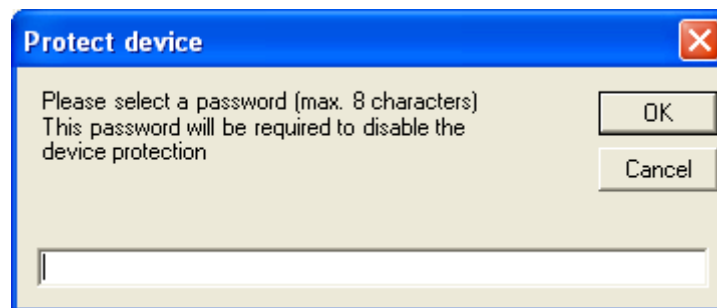 Protect device
Please select a password (max. 8 characters)
This password will be required to disable the
device protection
OK
Cancel